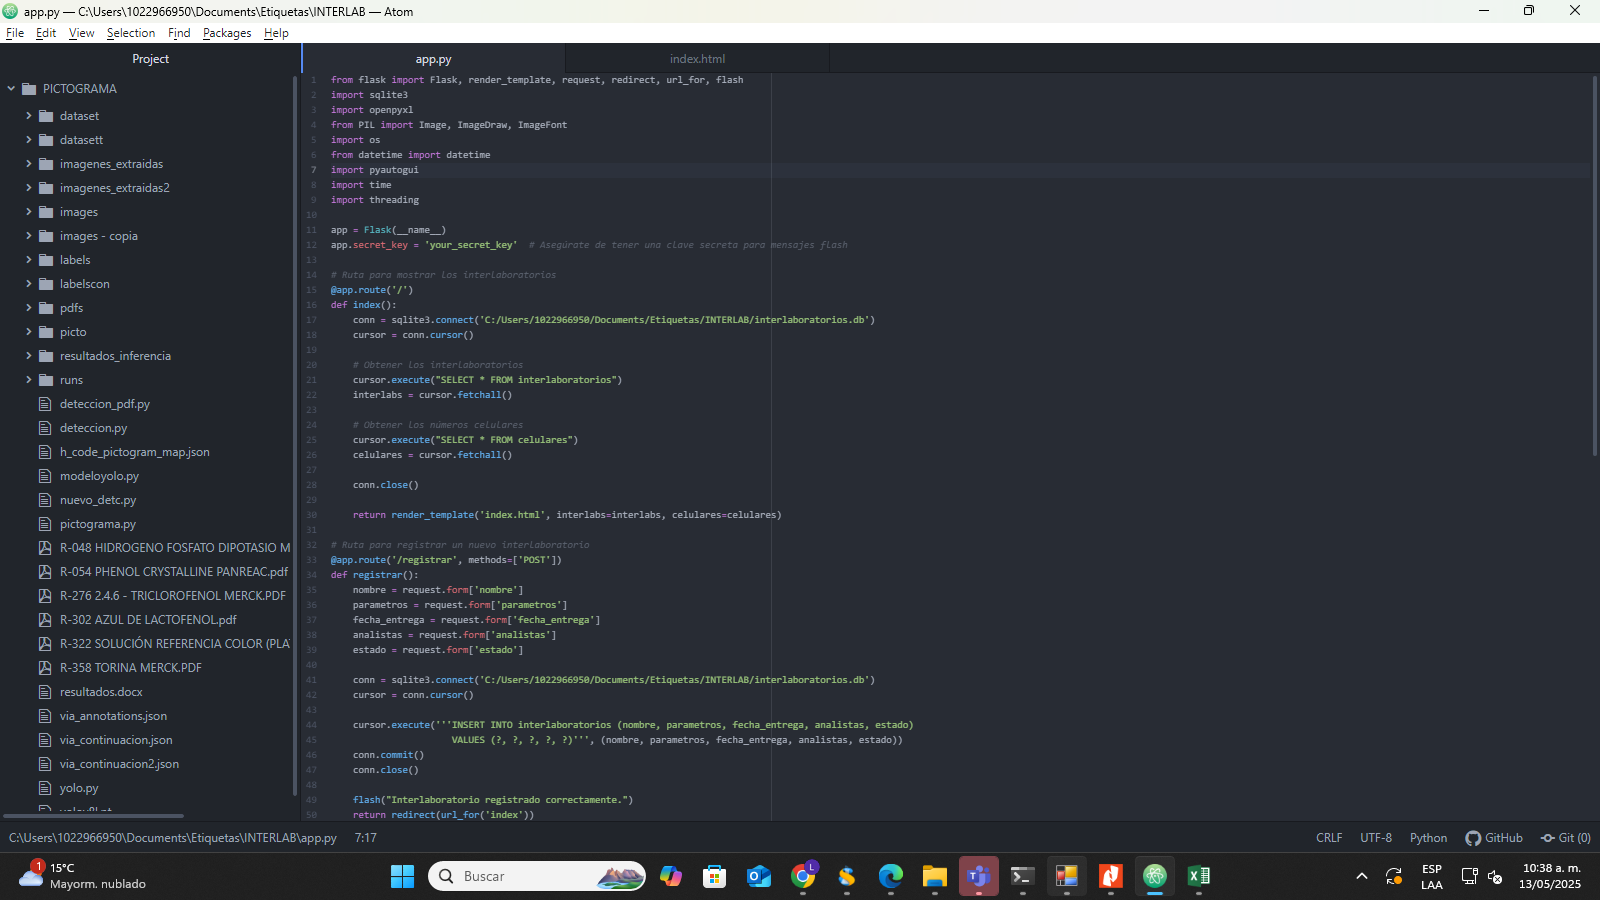 app.py — C:\Users\1022966950\Documents\Etiquetas\INTERLAB — Atom
File Edit View Selection Find Packages Help
Project
PICTOGRAMA
dataset
datasett
imagenes_extraidas
imagenes_extraidas2
images
images - copia
labels
labelscon
pdfs
picto
resultados_inferencia
runs
deteccion_pdf.py
deteccion.py
h_code_pictogram_map.json
modeloyolo.py
nuevo_detc.py
pictograma.py
R-048 HIDROGENO FOSFATO DIPOTASIO M
R-054 PHENOL CRYSTALLINE PANREAC.pdf
R-276 2.4.6 - TRICLOROFENOL MERCK.PDF
R-302 AZUL DE LACTOFENOL.pdf
R-322 SOLUCIÓN REFERENCIA COLOR (PLA
R-358 TORINA MERCK.PDF
resultados.docx
via_annotations.json
via_continuacion.json
via_continuacion2.json
yolo.py
app.py index.html
1 from flask import Flask, render_template, request, redirect, url_for, flash
2 import sqlite3
3 import openpyxl
4 from PIL import Image, ImageDraw, ImageFont
5 import os
6 from datetime import datetime
7 import pyautogui
8 import time
9 import threading
10
11 app = Flask(__name__)
12 app.secret_key = 'your_secret_key'  # Asegúrate de tener una clave secreta para mensajes flash
13
14 # Ruta para mostrar los interlaboratorios
15 @app.route('/')
16 def index():
17     conn = sqlite3.connect('C:/Users/1022966950/Documents/Etiquetas/INTERLAB/interlaboratorios.db')
18     cursor = conn.cursor()
19
20     # Obtener los interlaboratorios
21     cursor.execute("SELECT * FROM interlaboratorios")
22     interlabs = cursor.fetchall()
23
24     # Obtener los números celulares
25     cursor.execute("SELECT * FROM celulares")
26     celulares = cursor.fetchall()
27
28     conn.close()
29
30     return render_template('index.html', interlabs=interlabs, celulares=celulares)
31
32 # Ruta para registrar un nuevo interlaboratorio
33 @app.route('/registrar', methods=['POST'])
34 def registrar():
35     nombre = request.form['nombre']
36     parametros = request.form['parametros']
37     fecha_entrega = request.form['fecha_entrega']
38     analistas = request.form['analistas']
39     estado = request.form['estado']
40
41     conn = sqlite3.connect('C:/Users/1022966950/Documents/Etiquetas/INTERLAB/interlaboratorios.db')
42     cursor = conn.cursor()
43
44     cursor.execute('''INSERT INTO interlaboratorios (nombre, parametros, fecha_entrega, analistas, estado)
45                       VALUES (?, ?, ?, ?, ?)''', (nombre, parametros, fecha_entrega, analistas, estado))
46     conn.commit()
47     conn.close()
48
49     flash("Interlaboratorio registrado correctamente.")
50     return redirect(url_for('index'))
C:\Users\1022966950\Documents\Etiquetas\INTERLAB\app.py 7:17 CRLF UTF-8 Python GitHub Git (0)
1 15°C
Mayorm. nublado
Buscar
ESP
LAA
10:38 a. m.
13/05/2025